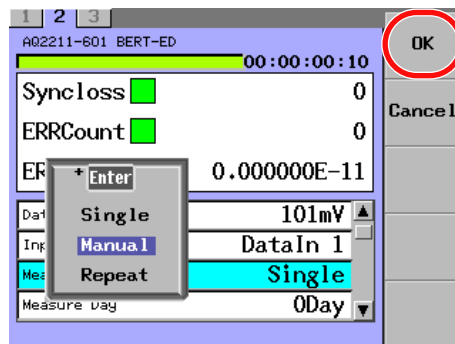 1 2 3
AQ2211-601 BERT-ED
00:00:00:10
OK
Syncloss 0
Cancel
ERRCount 0
0.000000E-11
Enter
Single
Manual
Repeat
101mV
DataIn 1
Single
Measure Day 0Day